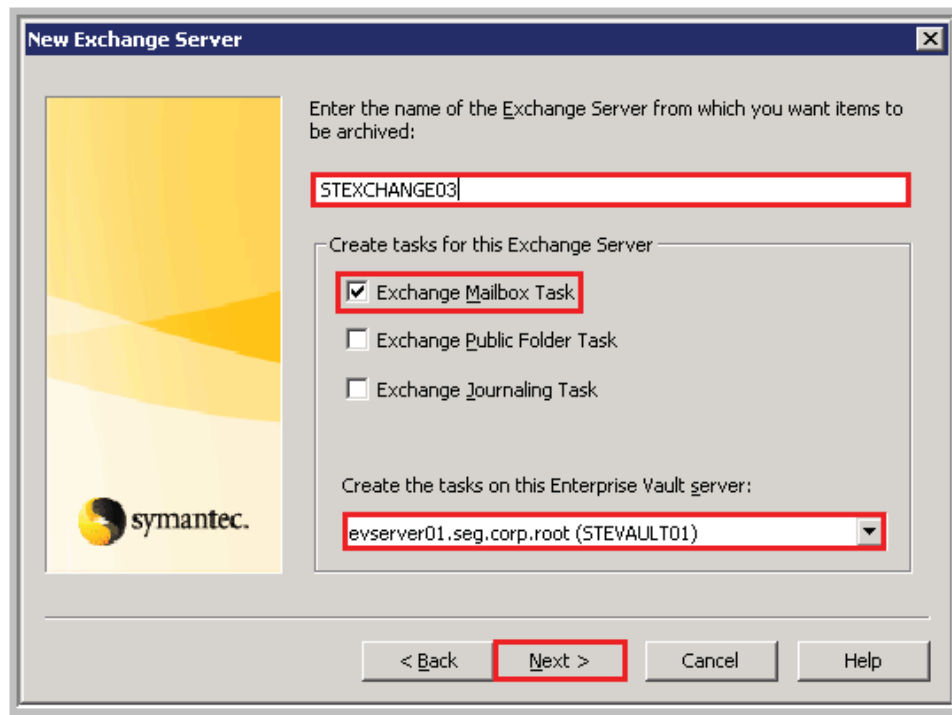 New Exchange Server
Enter the name of the Exchange Server from which you want items to
be archived:
STEXCHANGE03
Create tasks for this Exchange Server
Exchange Mailbox Task
Exchange Public Folder Task
Exchange Journaling Task
Create the tasks on this Enterprise Vault server:
symantec.
evserver01.seg.corp.root (STEVAULT01)
< Back Next > Cancel Help